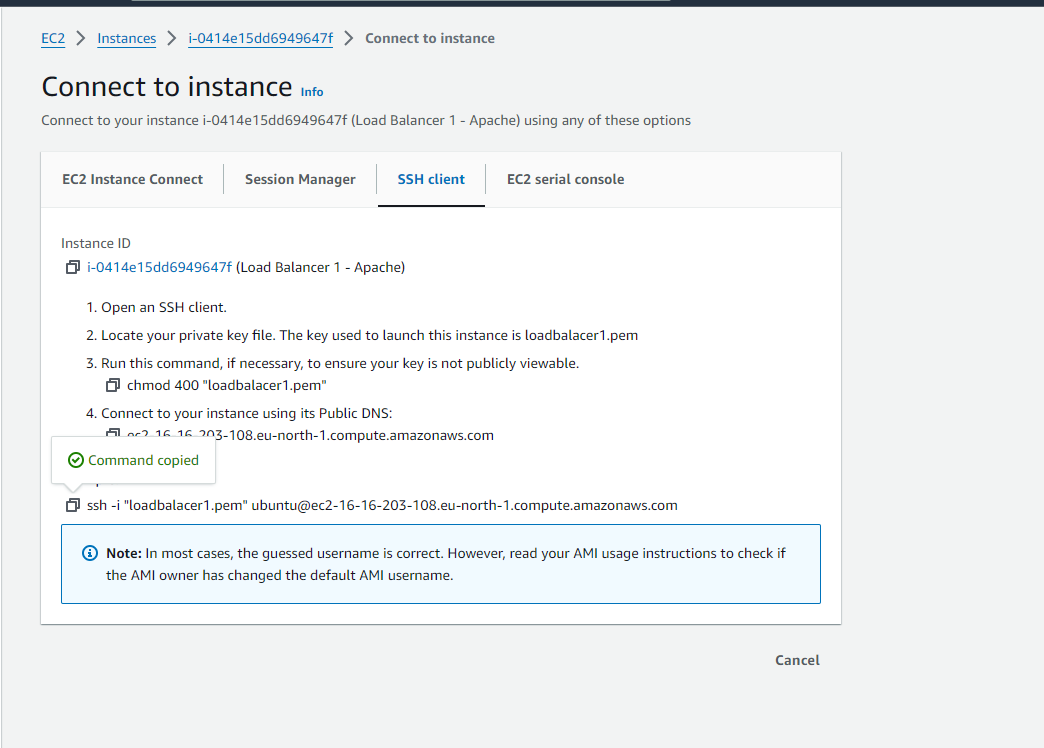 EC2 > Instances > i-0414e15dd6949647f > Connect to instance
Connect to instance Info
Connect to your instance i-0414e15dd6949647f (Load Balancer 1 - Apache) using any of these options
EC2 Instance Connect Session Manager SSH client EC2 serial console
Instance ID
i-0414e15dd6949647f (Load Balancer 1 - Apache)
1. Open an SSH client.
2. Locate your private key file. The key used to launch this instance is loadbalacer1.pem
3. Run this command, if necessary, to ensure your key is not publicly viewable.
chmod 400 "loadbalacer1.pem"
4. Connect to your instance using its Public DNS:
ec2-16-16-203-108.eu-north-1.compute.amazonaws.com
Command copied
ssh -i "loadbalacer1.pem" ubuntu@ec2-16-16-203-108.eu-north-1.compute.amazonaws.com
Note: In most cases, the guessed username is correct. However, read your AMI usage instructions to check if
the AMI owner has changed the default AMI username.
Cancel